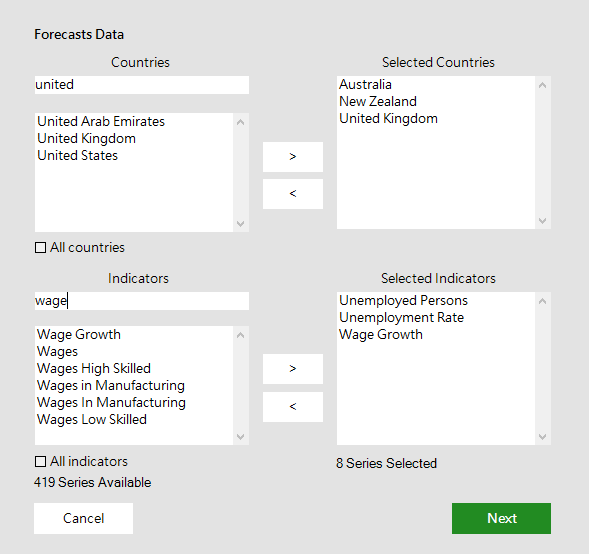 Forecasts Data
Countries
united
United Arab Emirates
United Kingdom
United States
All countries
>
<
Selected Countries
Australia
New Zealand
United Kingdom
Indicators
wage
Wage Growth
Wages
Wages High Skilled
Wages in Manufacturing
Wages In Manufacturing
Wages Low Skilled
All indicators
419 Series Available
>
<
Selected Indicators
Unemployed Persons
Unemployment Rate
Wage Growth
8 Series Selected
Cancel
Next